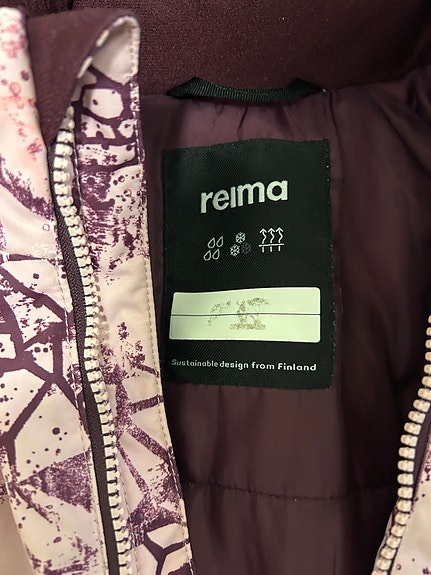 reima
Sustainable design from Finland